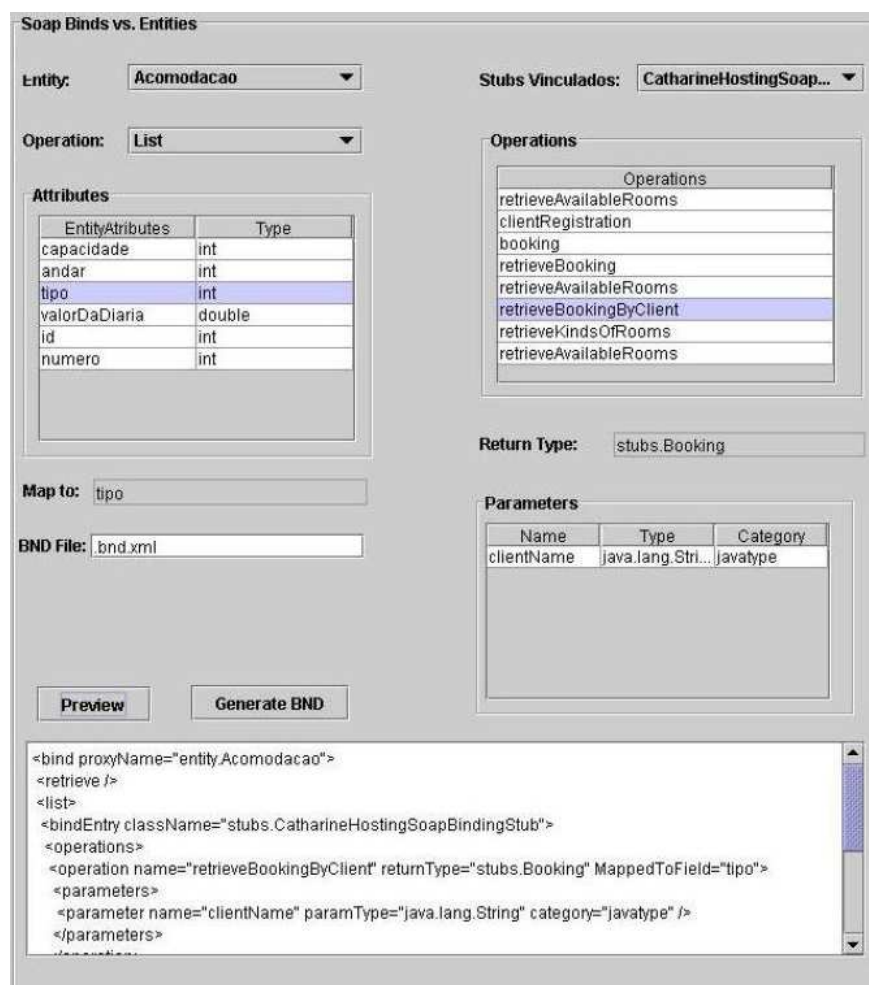 Soap Binds vs. Entities
Entity: Acomodacao
Operation: List
Attributes
EntityAtributes Type
capacidade int
andar int
tipo int
valorDaDiaria double
id int
numero int
Map to: tipo
BND File: .bnd.xml
Preview Generate BND
Stubs Vinculados: CatharineHostingSoap...
Operations
Operations
retrieveAvailableRooms
clientRegistration
booking
retrieveBooking
retrieveAvailableRooms
retrieveBookingByClient
retrieveKindsOfRooms
retrieveAvailableRooms
Return Type: stubs.Booking
Parameters
Name Type Category
clientName java.lang.Stri... javatype
<bind proxyName="entity.Acomodacao">
<retrieve />
<list>
<bindEntry className="stubs.CatharineHostingSoapBindingStub">
<operations>
<operation name="retrieveBookingByClient" returnType="stubs.Booking" MappedToField="tipo">
<parameters>
<parameter name="clientName" paramType="java.lang.String" category="javatype" />
</parameters>